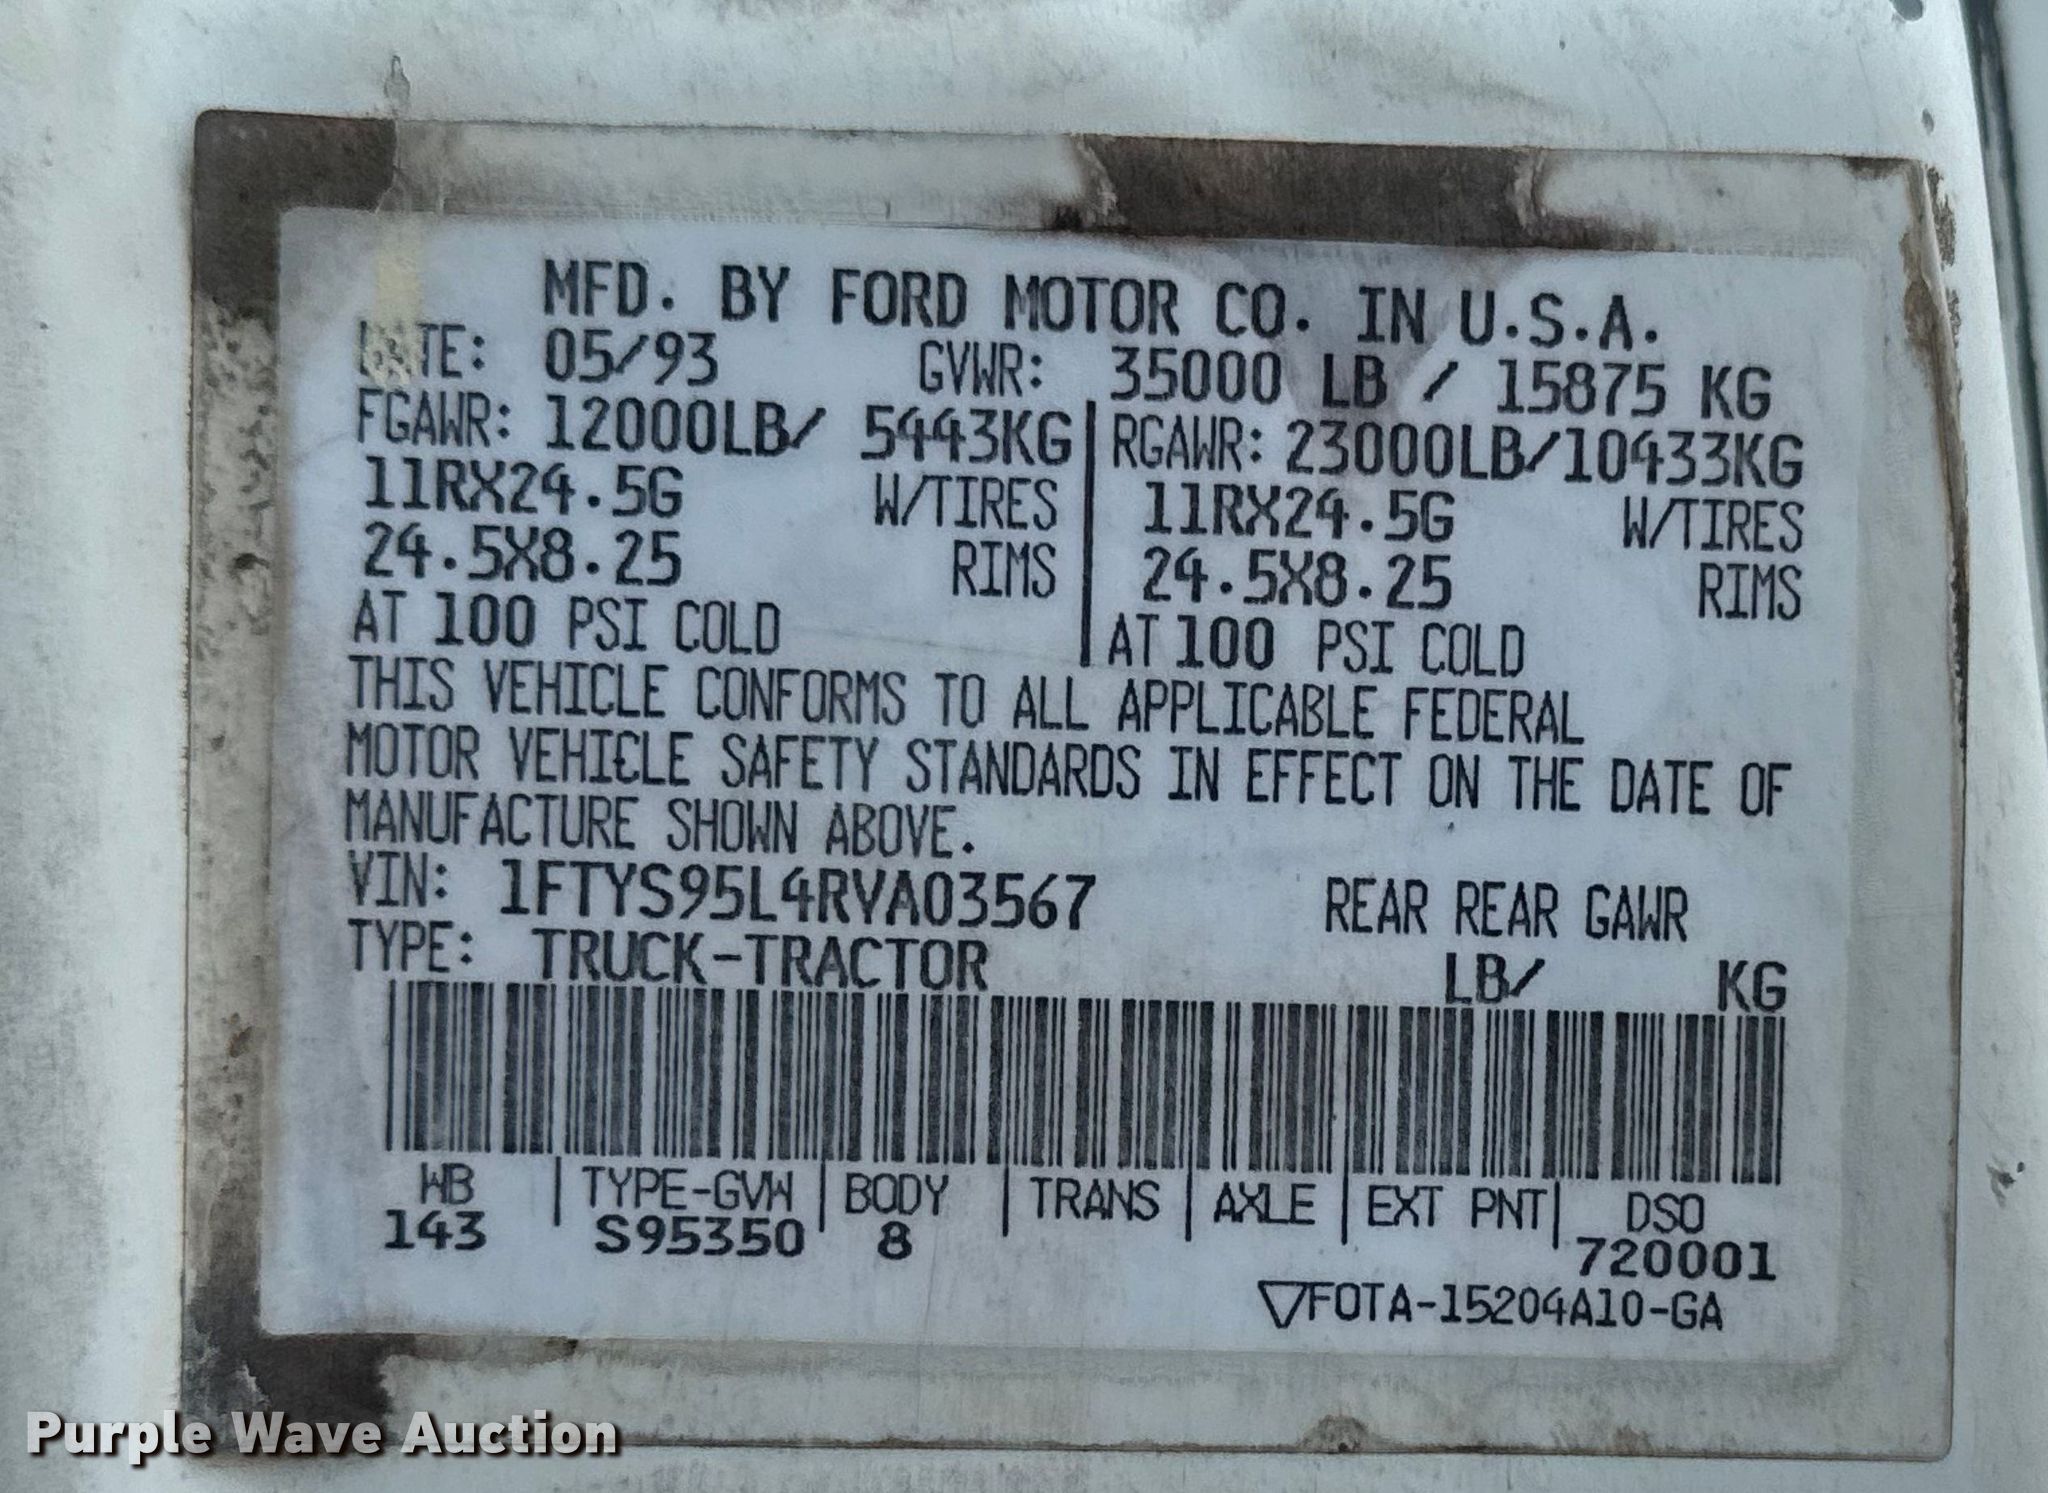 MFD. BY FORD MOTOR CO. IN U.S.A.
DATE: 05/93 GVWR: 35000 LB / 15875 KG
FGAWR: 12000LB/ 5443KG RGAWR: 23000LB/10433KG
11RX24.5G W/TIRES 11RX24.5G W/TIRES
24.5X8.25 RIMS 24.5X8.25 RIMS
AT 100 PSI COLD AT 100 PSI COLD
THIS VEHICLE CONFORMS TO ALL APPLICABLE FEDERAL
MOTOR VEHICLE SAFETY STANDARDS IN EFFECT ON THE DATE OF
MANUFACTURE SHOWN ABOVE.
VIN: 1FTYS95L4RVA03567 REAR REAR GAWR
TYPE: TRUCK-TRACTOR LB/ KG
WB TYPE-GVW BODY TRANS AXLE EXT PNT DSO
143 S95350 8 720001
▽FOTA-15204A10-GA
Purple Wave Auction